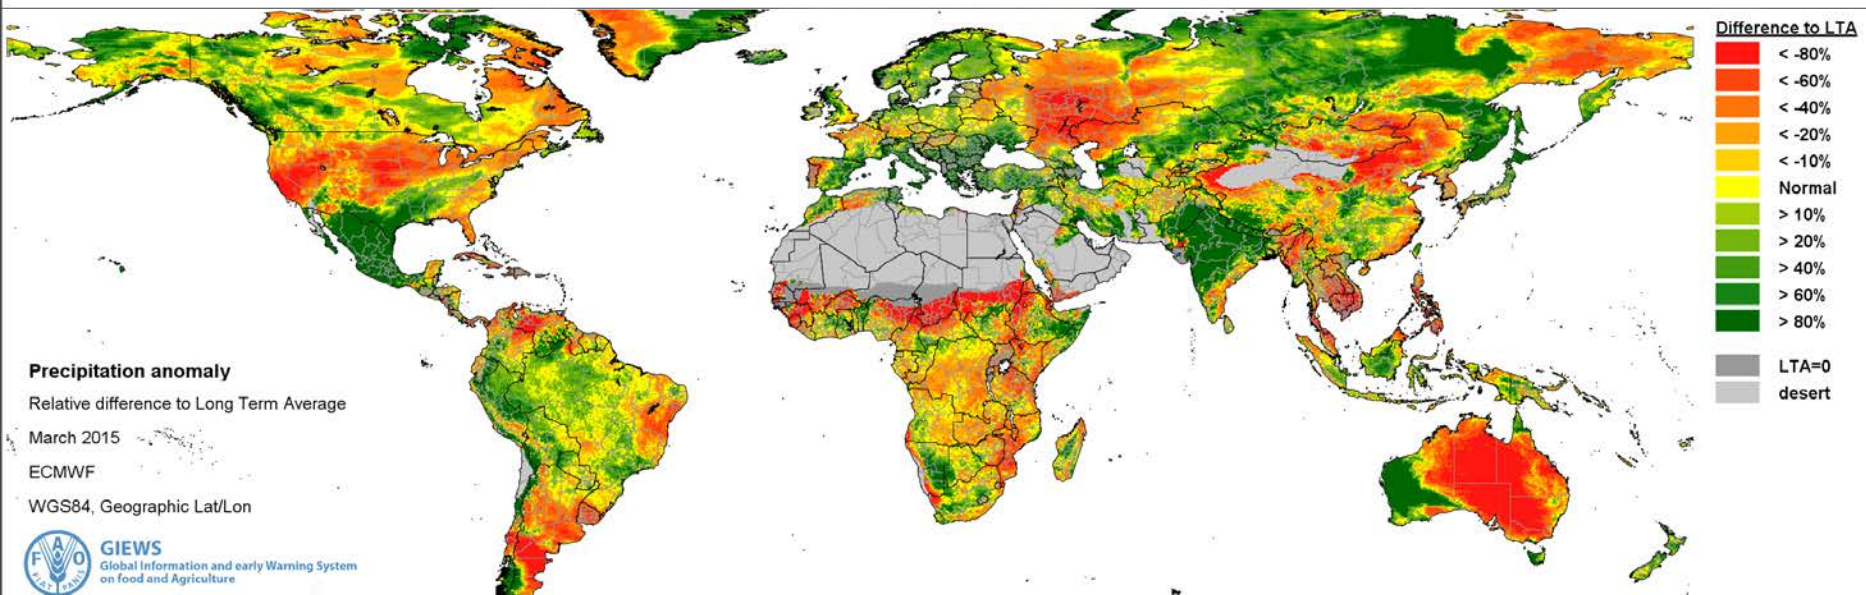 Precipitation anomaly
Relative difference to Long Term Average
March 2015
ECMWF
WGS84, Geographic Lat/Lon
F A O
FIAT PANIS
GIEWS
Global Information and early Warning System
on food and Agriculture
Difference to LTA
< -80%
< -60%
< -40%
< -20%
< -10%
Normal
> 10%
> 20%
> 40%
> 60%
> 80%
LTA=0
desert